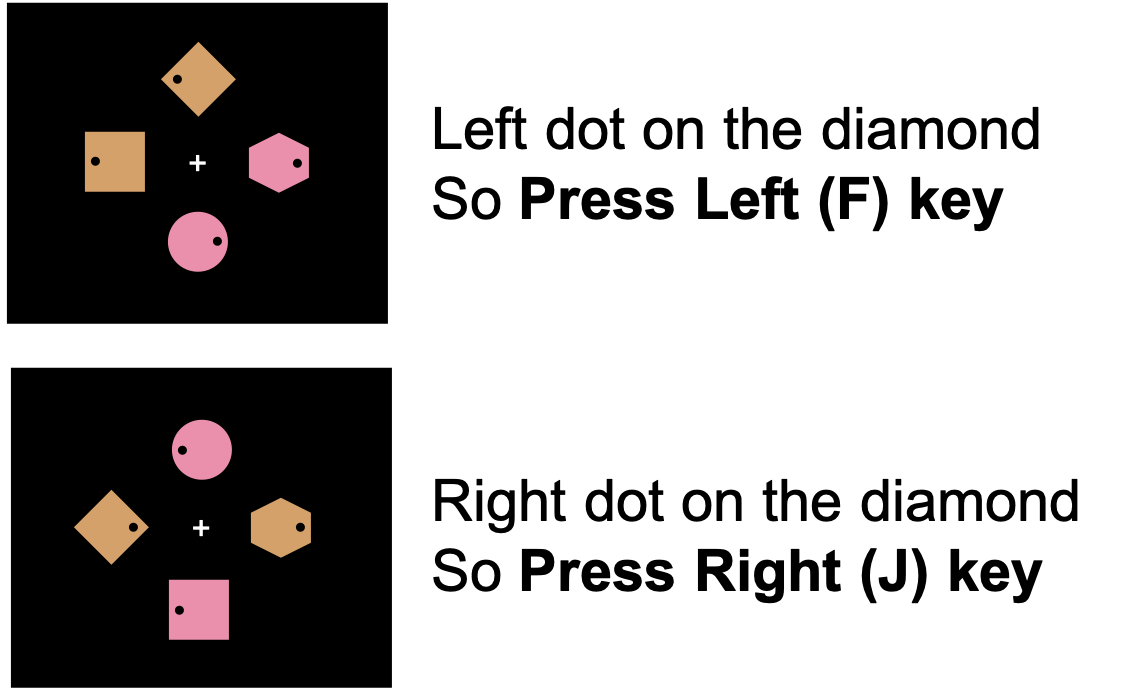 Left dot on the diamond
So Press Left (F) key
Right dot on the diamond
So Press Right (J) key